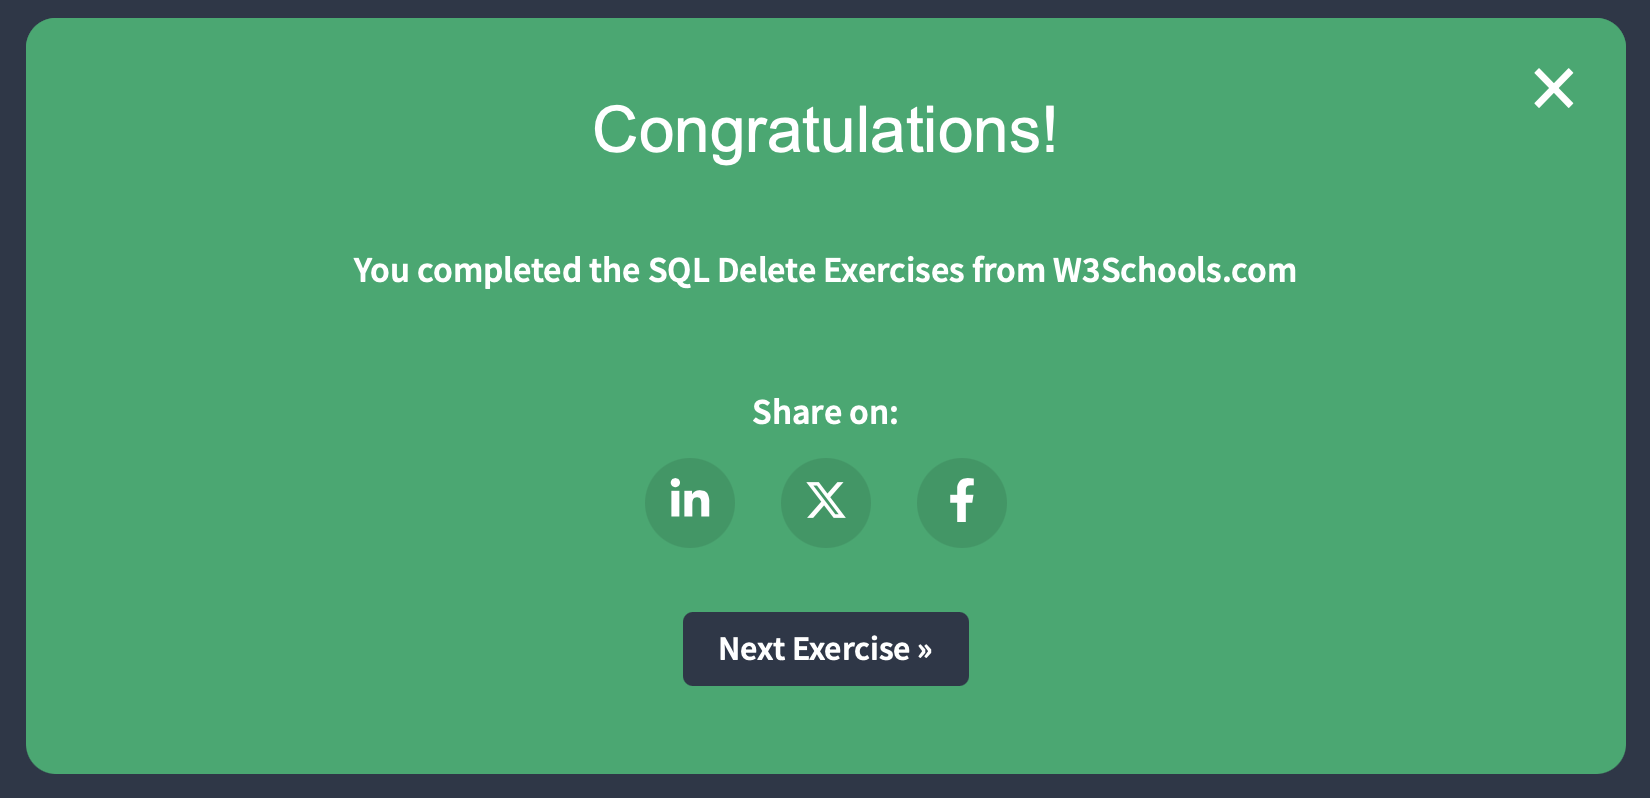 Congratulations!
You completed the SQL Delete Exercises from W3Schools.com
Share on:
in
X
f
Next Exercise »